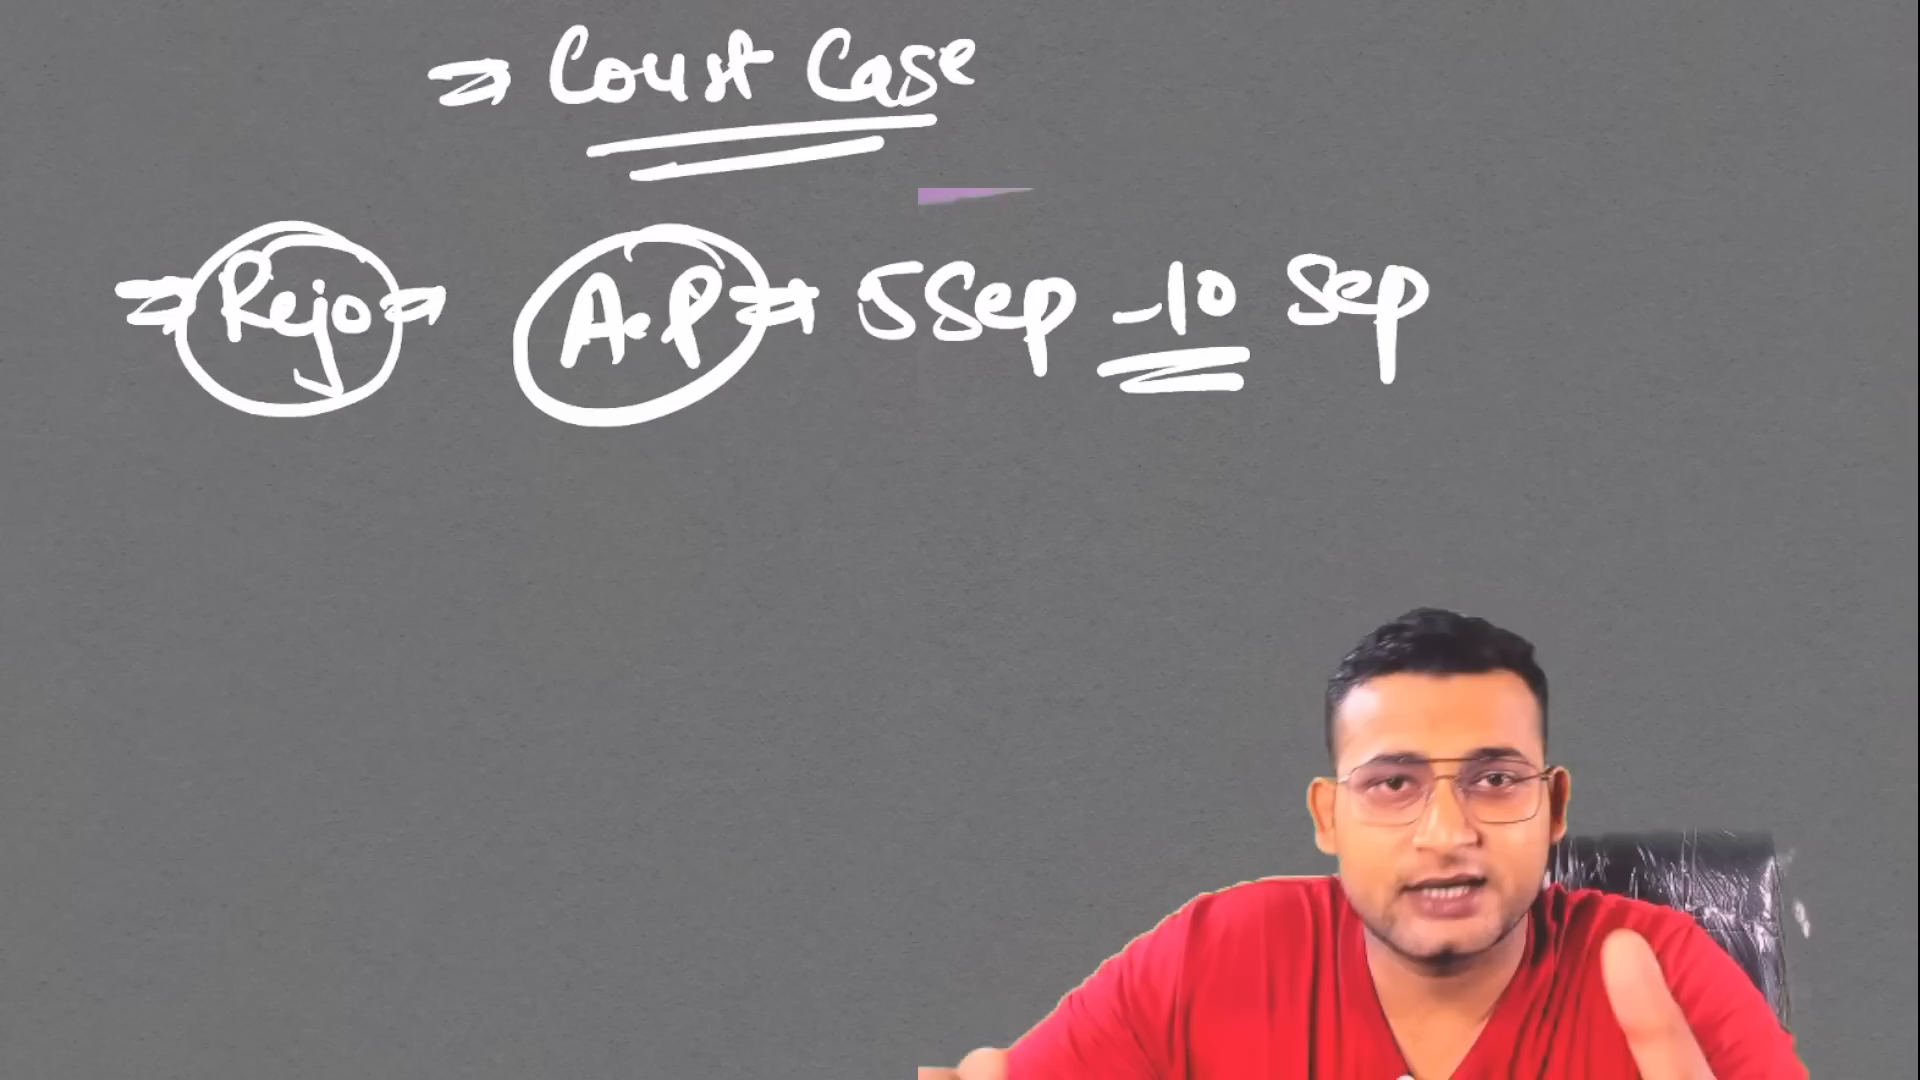 ⇒ Court Case
⇒ Rejo ⇒ A.P ⇒ 5 Sep - 10 Sep